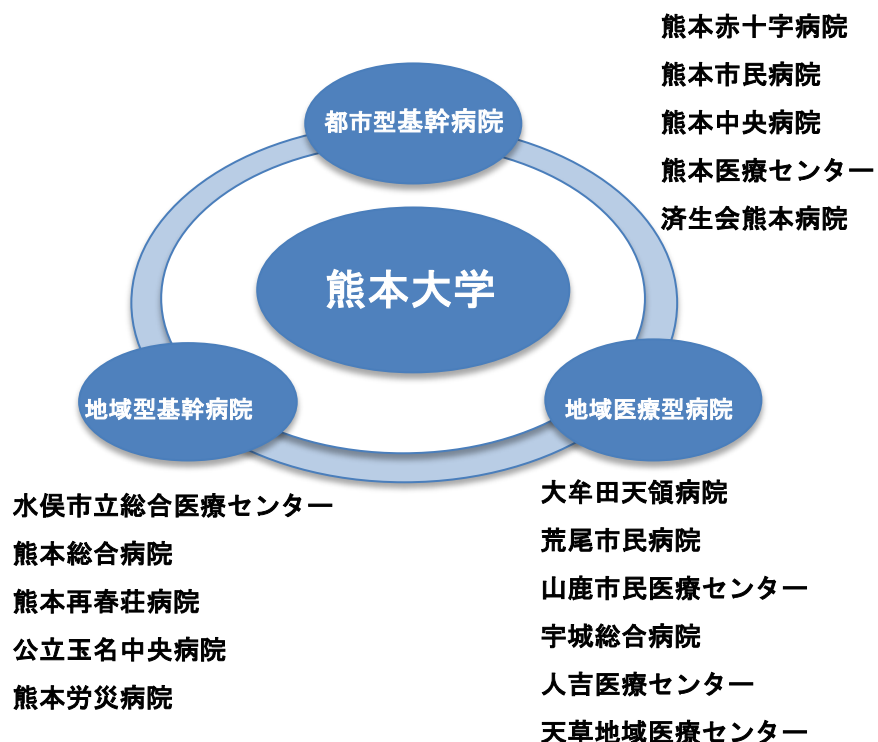 熊本赤十字病院
熊本市民病院
熊本中央病院
熊本医療センター
済生会熊本病院
都市型基幹病院
熊本大学
地域型基幹病院
地域医療型病院
水俣市立総合医療センター
熊本総合病院
熊本再春荘病院
公立玉名中央病院
熊本労災病院
大牟田天領病院
荒尾市民病院
山鹿市民医療センター
宇城総合病院
人吉医療センター
天草地域医療センター